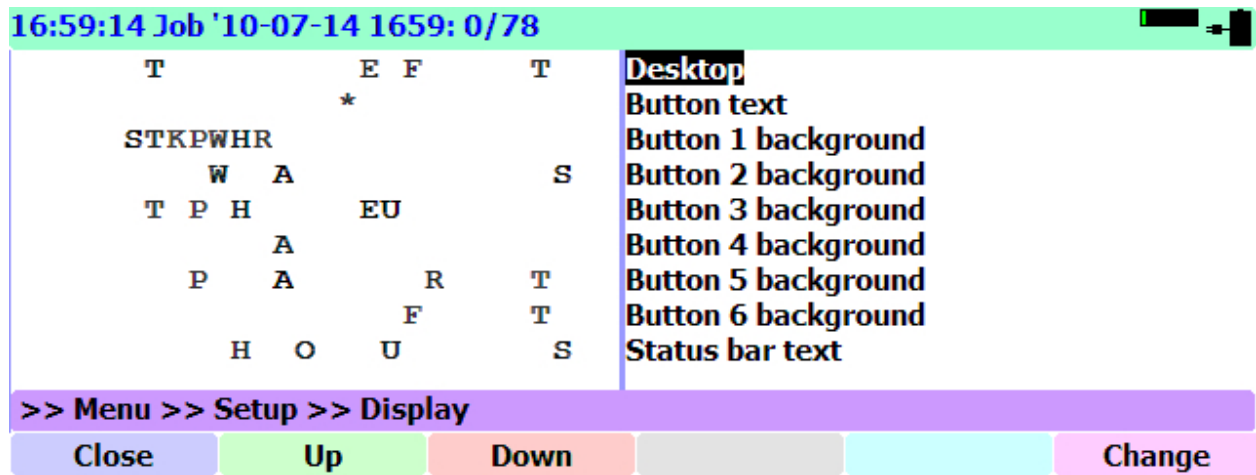 16:59:14 Job '10-07-14 1659: 0/78
T E F T
*
STKPWHR
W A S
T P H EU
A
P A R T
F T
H O U S
Desktop
Button text
Button 1 background
Button 2 background
Button 3 background
Button 4 background
Button 5 background
Button 6 background
Status bar text
>> Menu >> Setup >> Display
Close Up Down Change